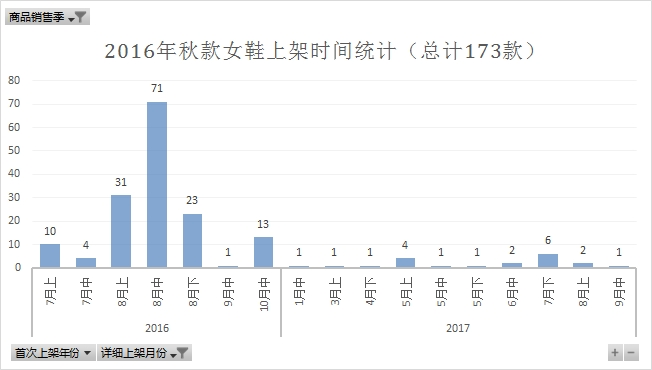 商品销售季
2016年秋款女鞋上架时间统计（总计173款）
80
70
60
50
40
30
20
10
0
10
4
31
71
23
1
13
1
1
1
4
1
1
2
6
2
1
7月上
7月中
8月上
8月中
8月下
9月中
10月中
1月中
3月上
4月下
5月上
5月中
5月下
6月中
7月下
8月上
9月中
2016
2017
首次上架年份
详细上架月份